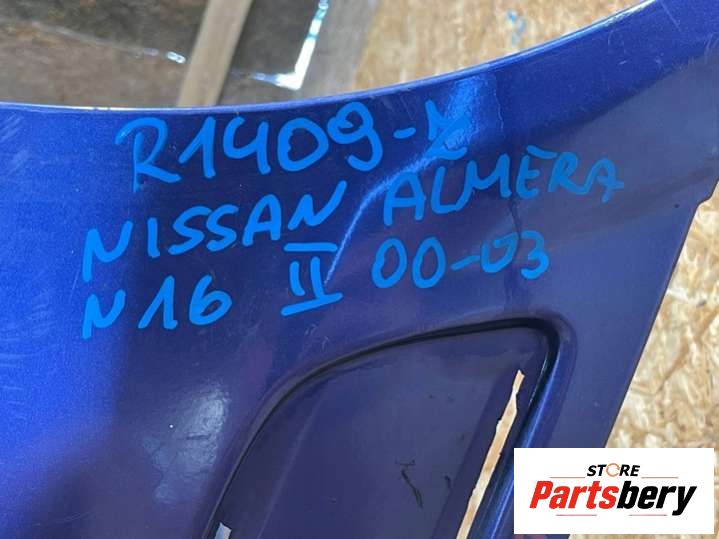 R1409-Z
NISSAN ALMERA
N16 II 00-03
STORE
Partsbery